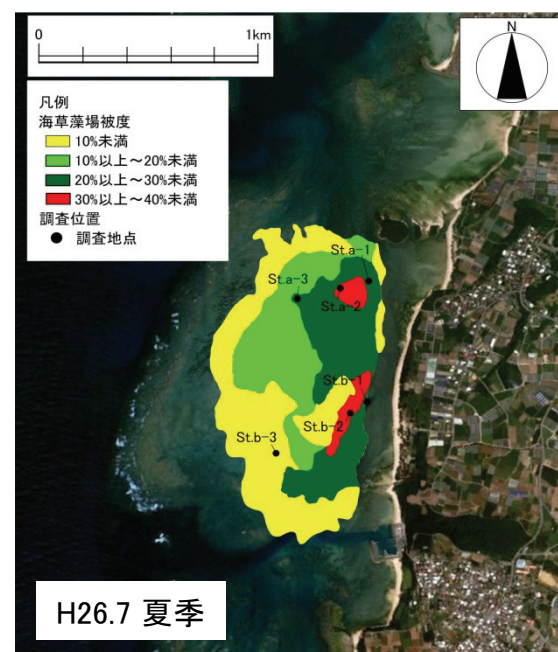 0 1km
N
凡例
海草藻場被度
10%未満
10%以上~20%未満
20%以上~30%未満
30%以上~40%未満
調査位置
調査地点
St.a-1
St.a-3
St.a-2
St.b-1
St.b-2
St.b-3
H26.7 夏季